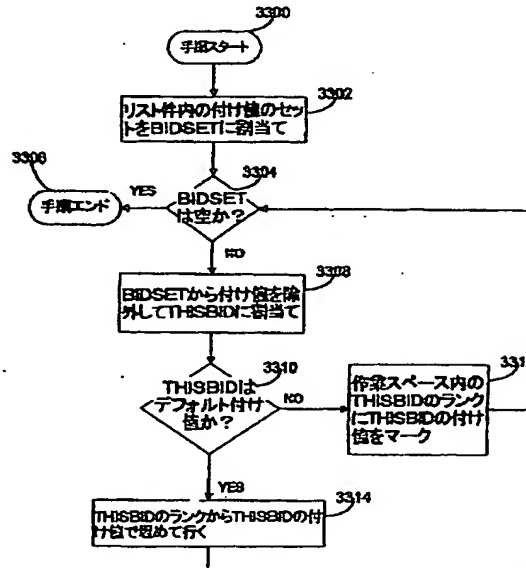 3300
手順スタート
3302
リスト件内の付け値のセッ
トをBIDSETに割当て
3306
手順エンド
YES
3304
BIDSET
は空か?
NO
3308
BIDSETから付け値を除
外してTHISBIDに割当て
3310
THISBIDは
デフォルト付け
値か?
NO
作業スペース内の
THISBIDのランク
にTHISBIDの付け
値をマーク
YES
3314
THISBIDのランクからTHISBIDの付
け値で埋めて行く